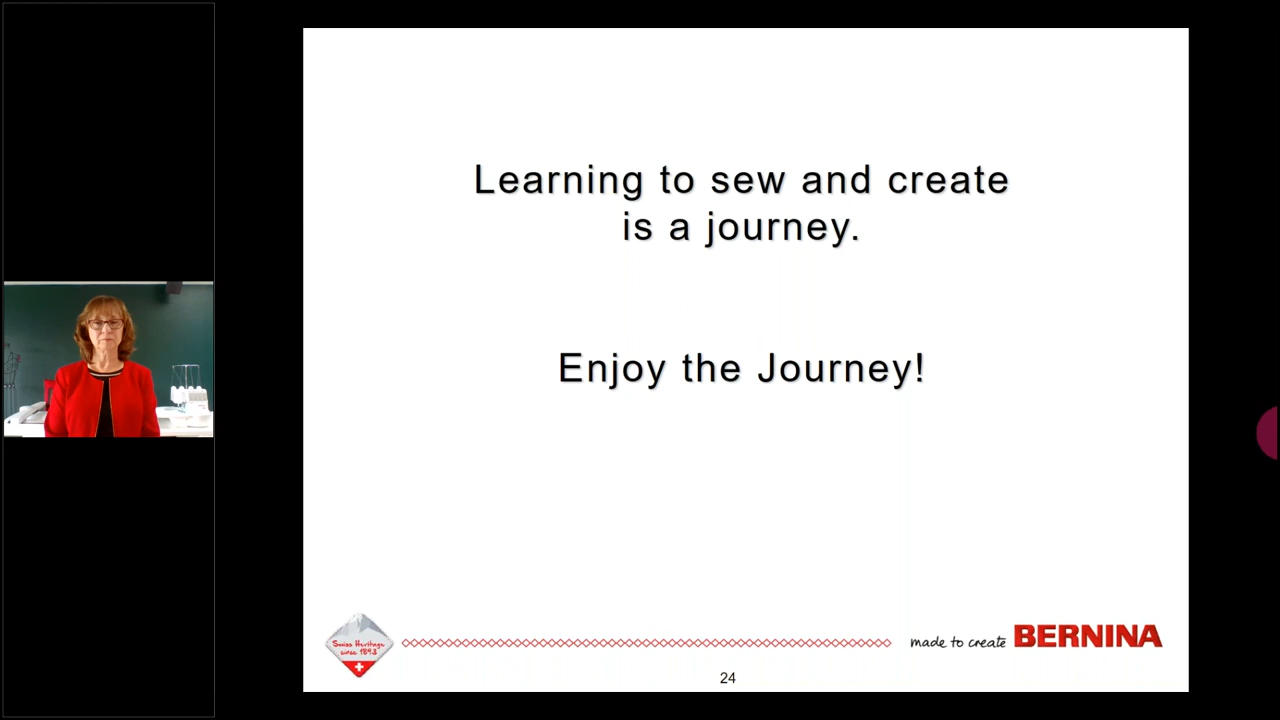 Learning to sew and create
is a journey.
Enjoy the Journey!
Swiss Heritage
since 1893
made to create BERNINA
24